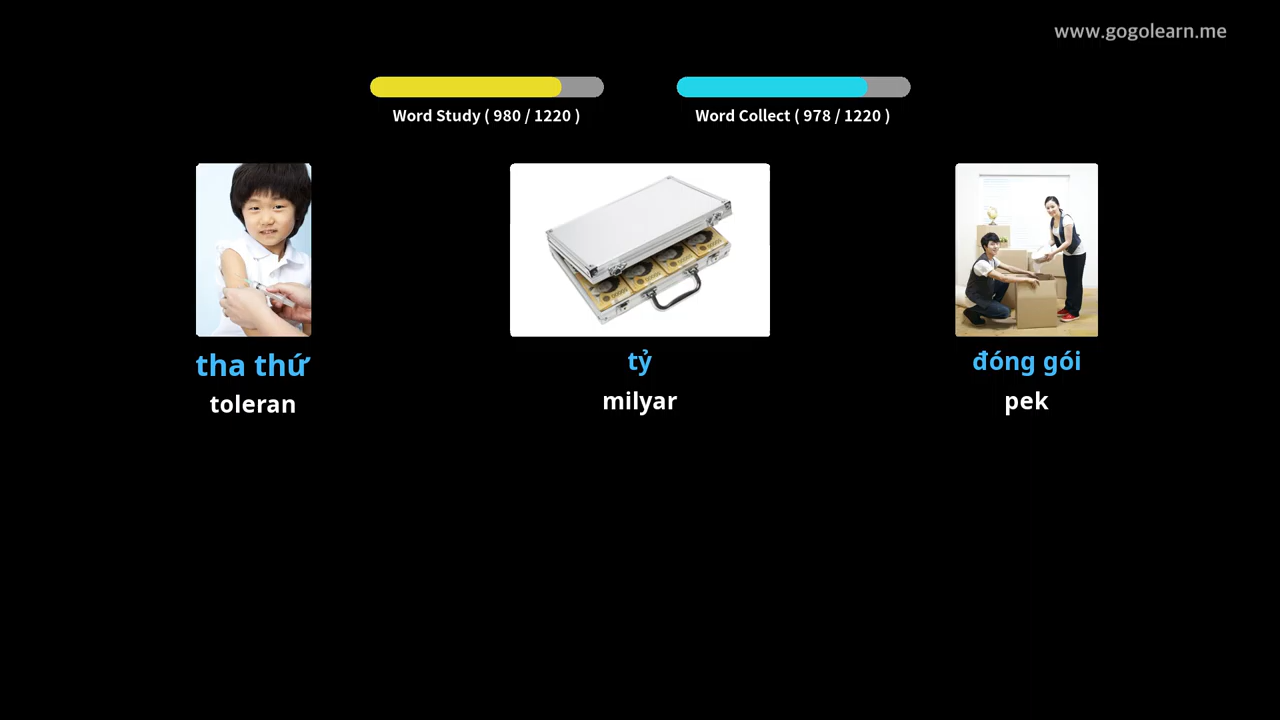 www.gogolearn.me
Word Study ( 980 / 1220 )
Word Collect ( 978 / 1220 )
tha thứ
toleran
tỷ
milyar
đóng gói
pek